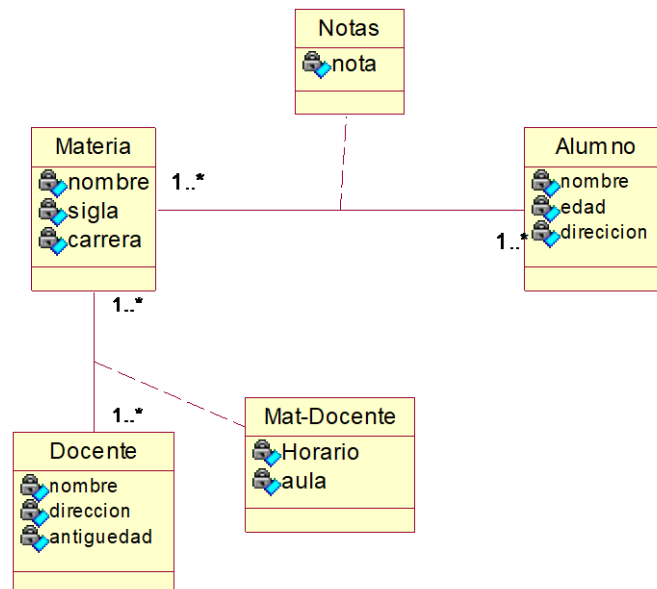 Notas
nota
Materia
nombre
sigla
carrera
1..*
Alumno
nombre
edad
direicicion
1..*
1..*
1..*
Docente
nombre
direccion
antiguedad
Mat-Docente
Horario
aula